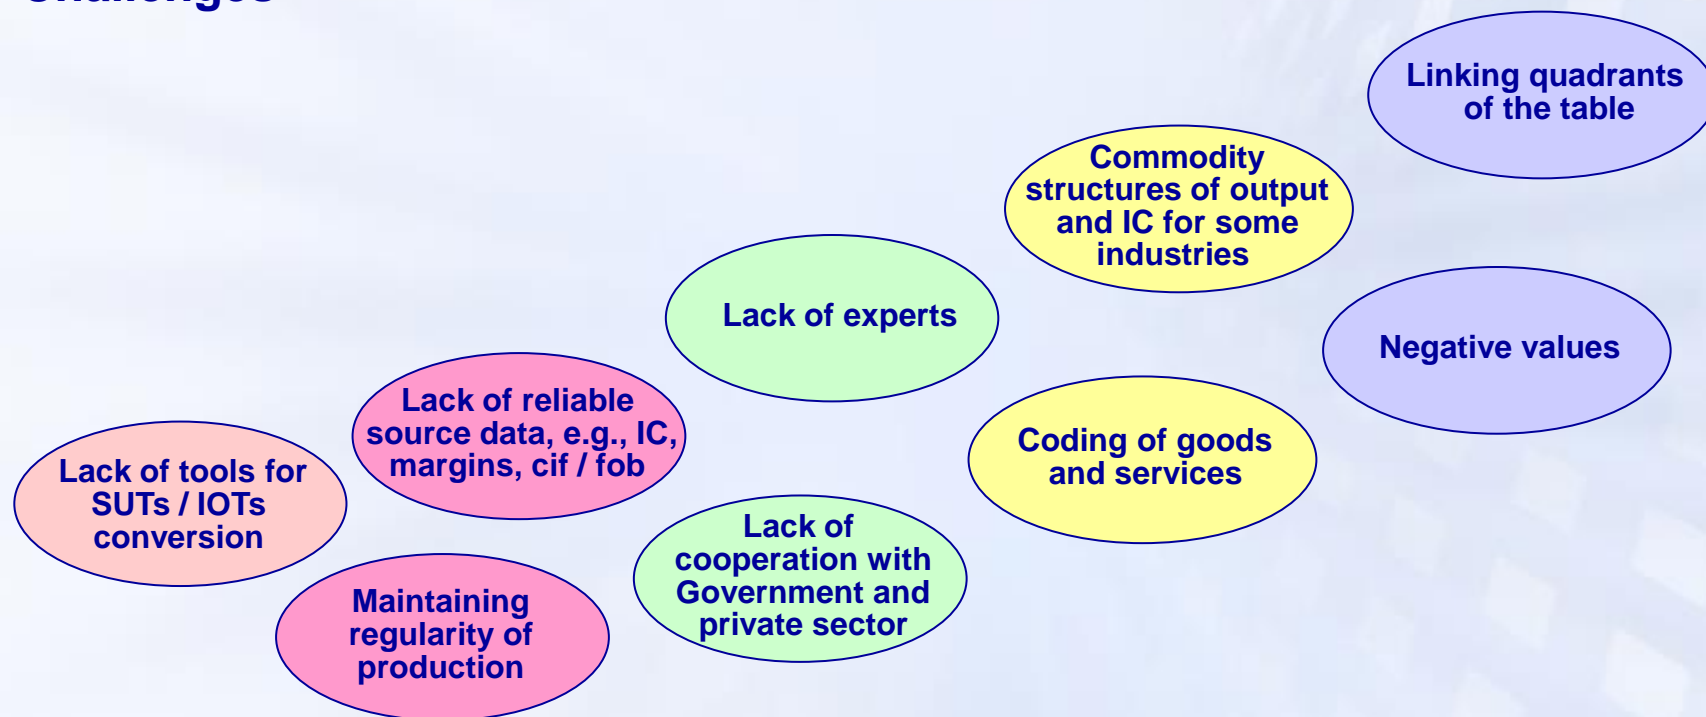 Challenges
Linking quadrants
of the table
Commodity
structures of output
and IC for some
industries
Lack of experts
Negative values
Lack of reliable
source data, e.g., IC,
margins, cif / fob
Coding of goods
and services
Lack of tools for
SUTs / IOTs
conversion
Lack of
cooperation with
Government and
private sector
Maintaining
regularity of
production